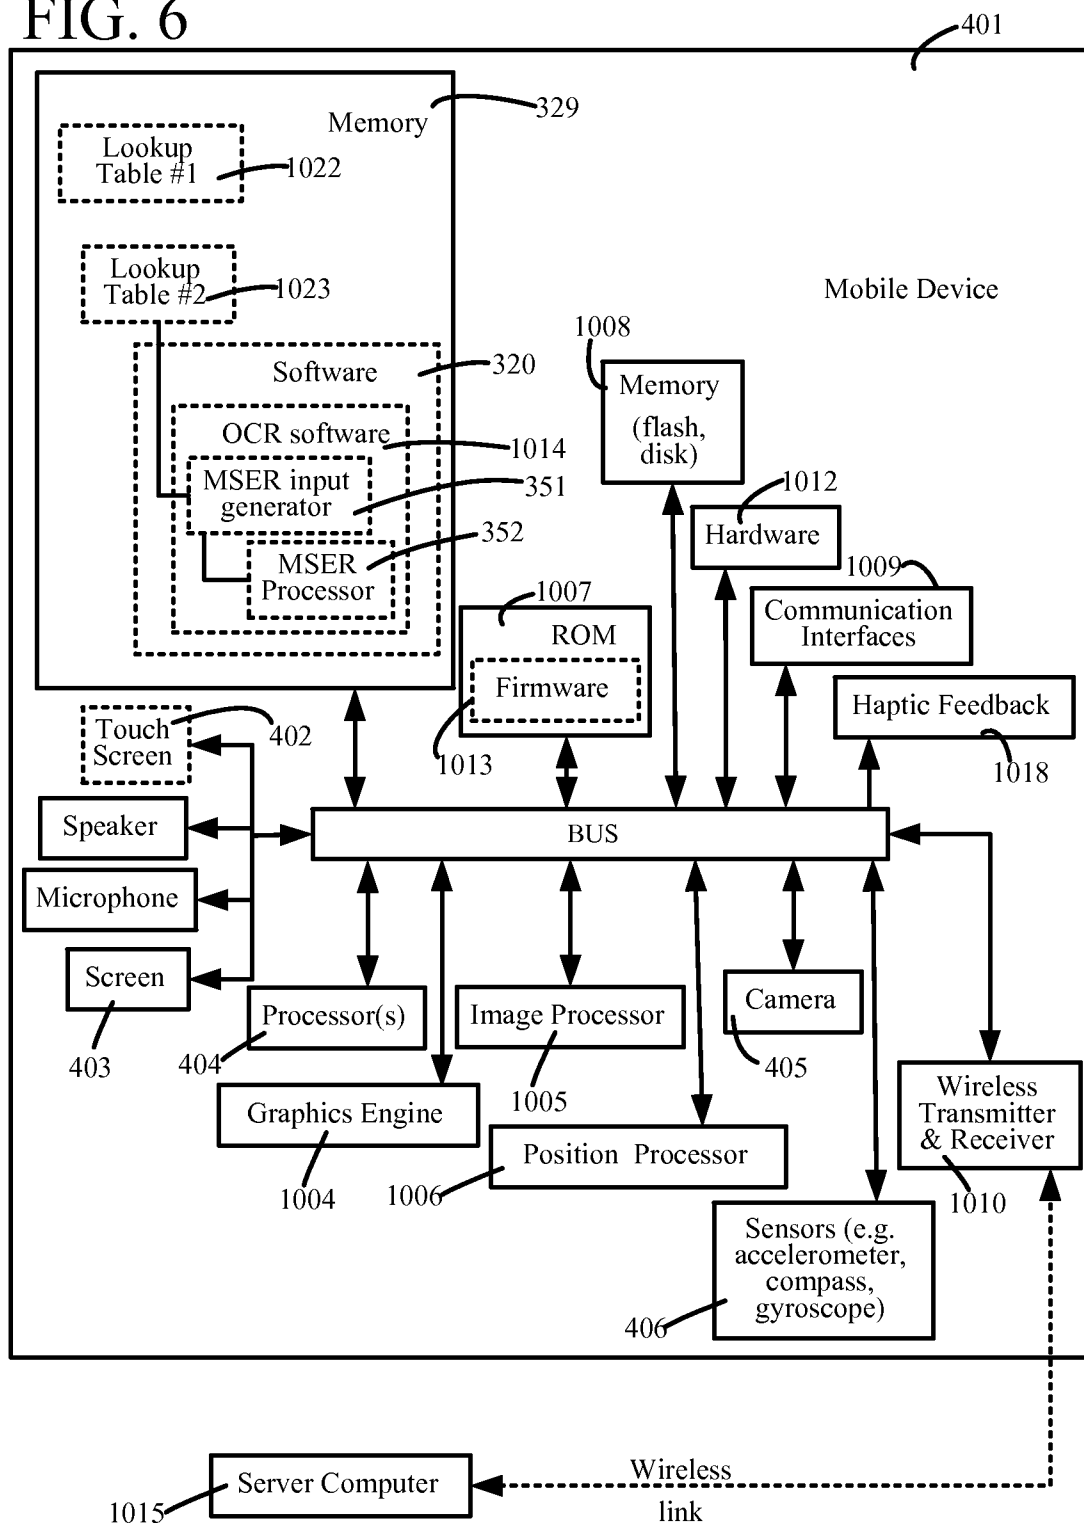 FIG. 6
401
Memory
329
Lookup
Table #1
1022
Lookup
Table #2
1023
Mobile Device
Software
320
OCR software
1014
MSER input
generator
351
MSER
Processor
352
1008
Memory
(flash,
disk)
1012
Hardware
1009
Communication
Interfaces
1007
ROM
Firmware
1013
Haptic Feedback
1018
Touch
Screen
402
Speaker
Microphone
Screen
403
BUS
Processor(s)
404
Graphics Engine
1004
Image Processor
1005
Position Processor
1006
Camera
405
Sensors (e.g.
accelerometer,
compass,
gyroscope)
406
Wireless
Transmitter
& Receiver
1010
Server Computer
1015
Wireless
link